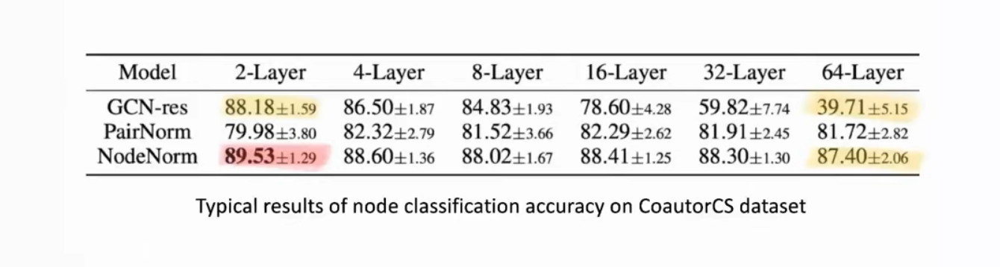 Model 2-Layer 4-Layer 8-Layer 16-Layer 32-Layer 64-Layer
GCN-res 88.18±1.59 86.50±1.87 84.83±1.93 78.60±4.28 59.82±7.74 39.71±5.15
PairNorm 79.98±3.80 82.32±2.79 81.52±3.66 82.29±2.62 81.91±2.45 81.72±2.82
NodeNorm 89.53±1.29 88.60±1.36 88.02±1.67 88.41±1.25 88.30±1.30 87.40±2.06
Typical results of node classification accuracy on CoautorCS dataset